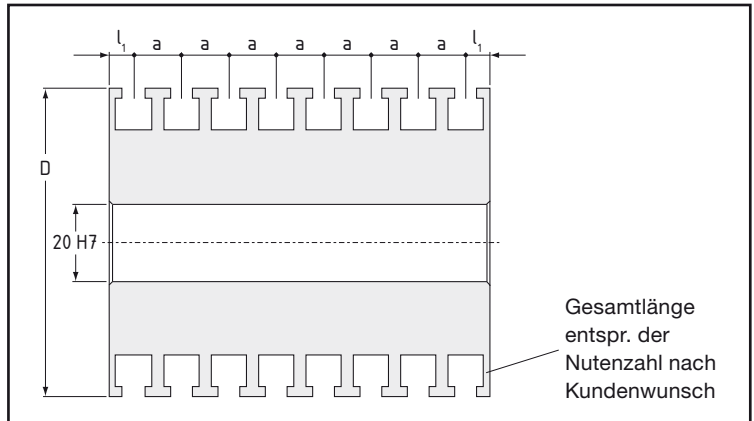 l₁ a a a a a a a l₁
D
20 H7
Gesamtlänge
entspr. der
Nutenzahl nach
Kundenwunsch